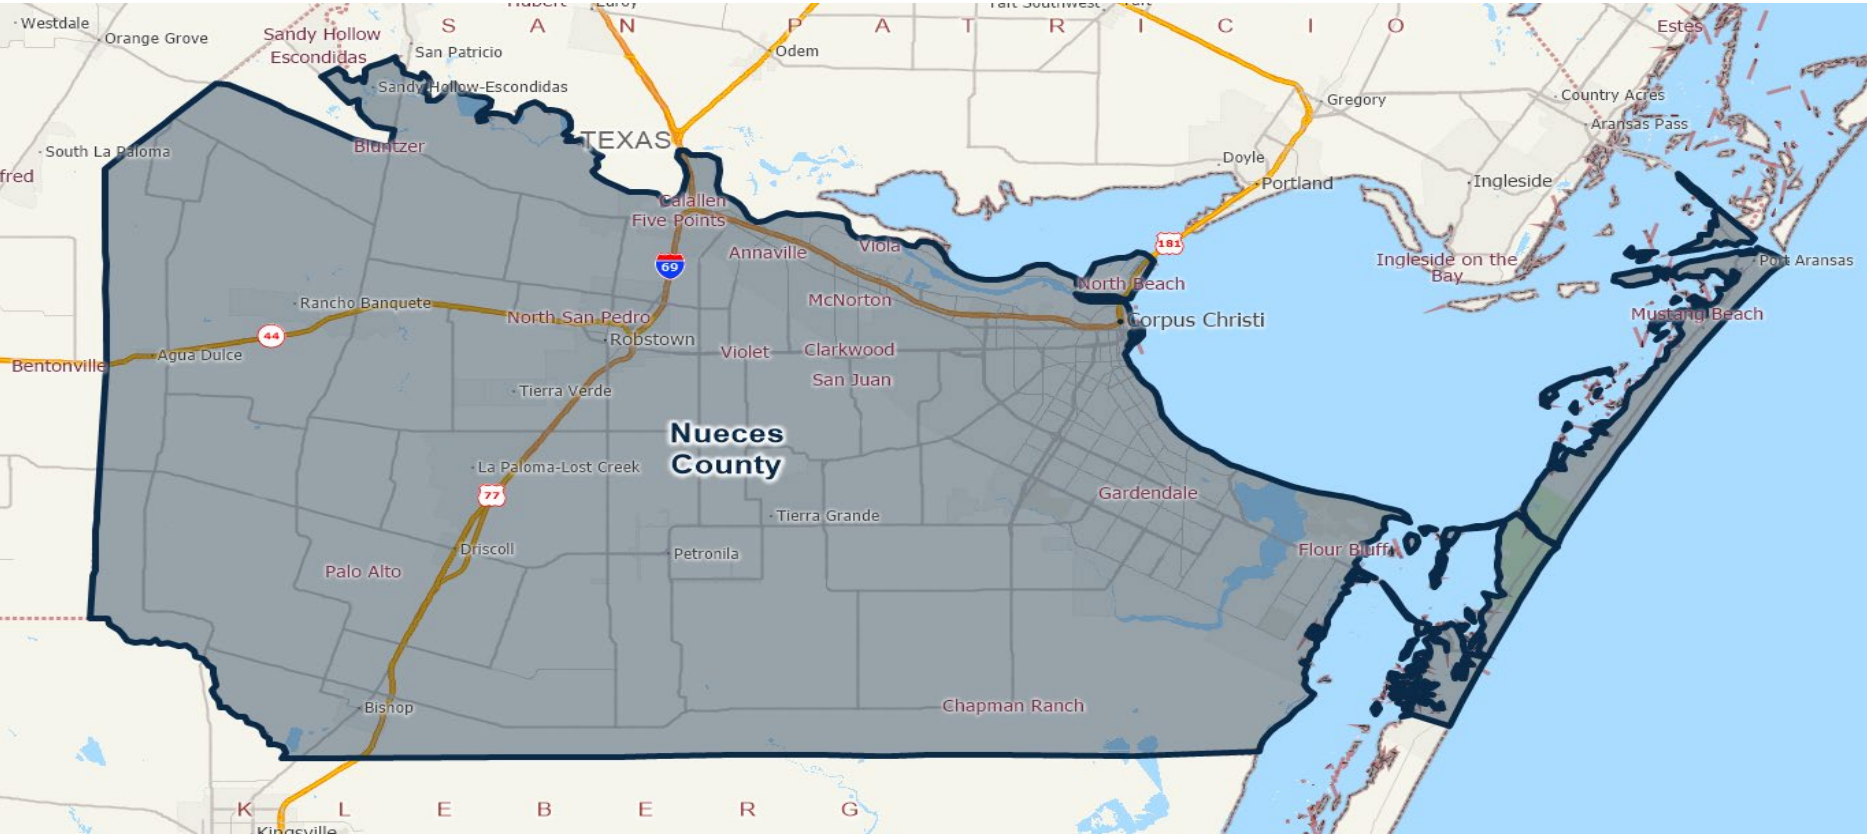 Westdale
Orange Grove
Sandy Hollow
Escondidas
S A N P A T R I C I O
Taft Southwest
Taft
Estes
San Patricio
Odem
Sandy Hollow-Escondidas
Gregory
Country Acres
Aransas Pass
TEXAS
Bluntzer
South La Paloma
fred
Doyle
Portland
Ingleside
Calallen
Five Points
Annaville
Viola
181
Ingleside on the
Bay
Port Aransas
69
North Beach
McNorton
Mustang Beach
Rancho Banquete
North San Pedro
Corpus Christi
44
Robstown
Agua Dulce
Bentonville
Violet
Clarkwood
San Juan
Tierra Verde
Nueces
County
La Paloma-Lost Creek
77
Gardendale
Tierra Grande
Driscoll
Petronila
Flour Bluff
Palo Alto
Bishop
Chapman Ranch
K L E B E R G
Kingsville